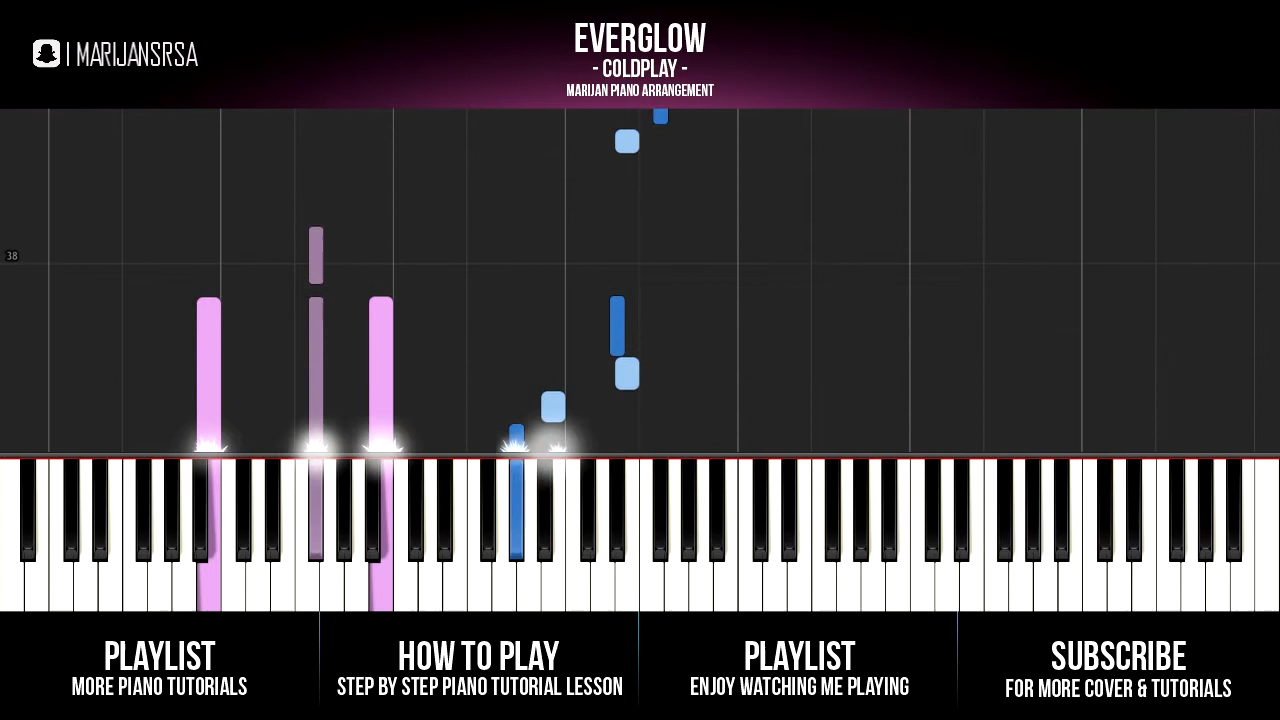 | MARIJANSRSA
EVERGLOW
- COLDPLAY -
MARIJAN PIANO ARRANGEMENT
38
PLAYLIST
MORE PIANO TUTORIALS
HOW TO PLAY
STEP BY STEP PIANO TUTORIAL LESSON
PLAYLIST
ENJOY WATCHING ME PLAYING
SUBSCRIBE
FOR MORE COVER & TUTORIALS